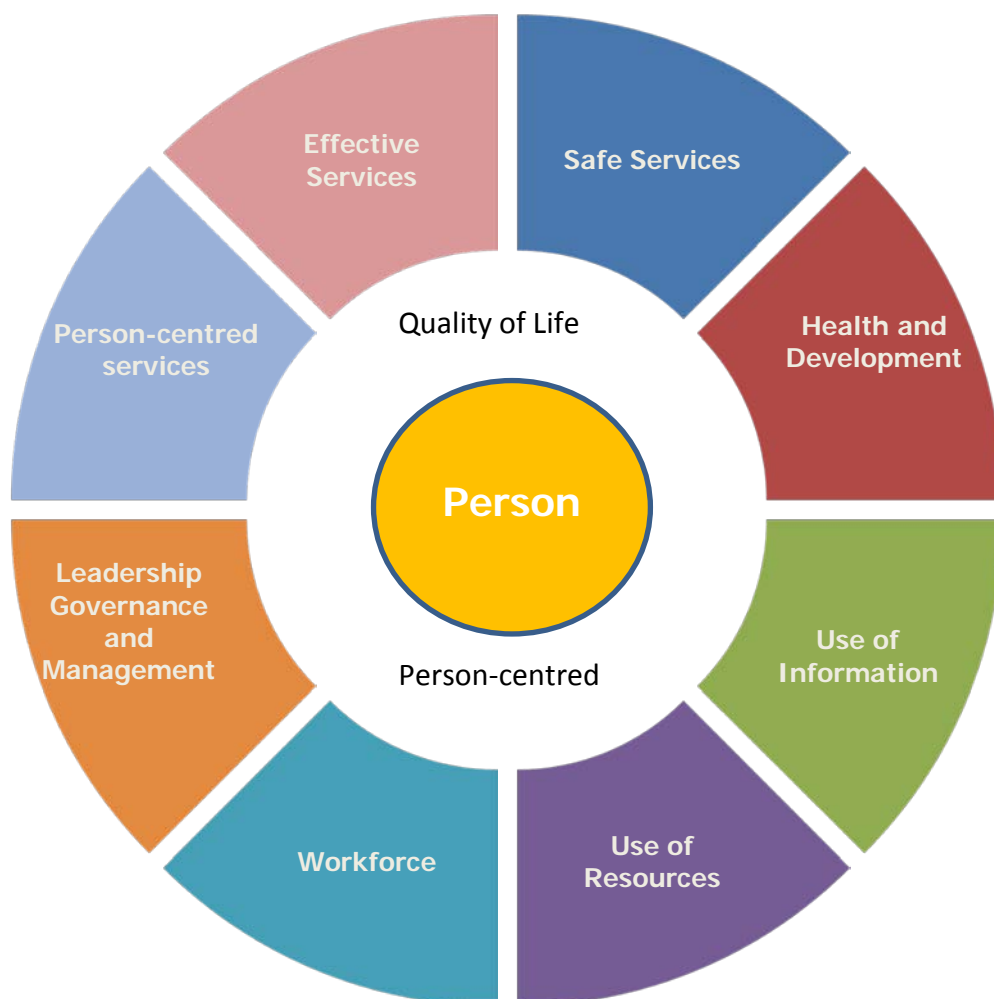 Effective
Services
Safe Services
Person-centred
services
Health and
Development
Quality of Life
Person
Person-centred
Leadership
Governance
and
Management
Use of
Information
Workforce
Use of
Resources